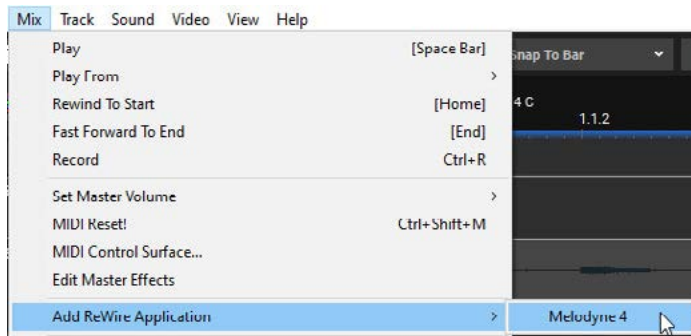 Mix Track Sound Video View Help
Play [Space Bar]
Play From >
Rewind To Start [Home]
Fast Forward To End [End]
Record Ctrl+R
Set Master Volume >
MIDI Reset! Ctrl+Shift+M
MIDI Control Surface...
Edit Master Effects
Add ReWire Application >
Melodyne 4
Snap To Bar
4 C
1.1.2